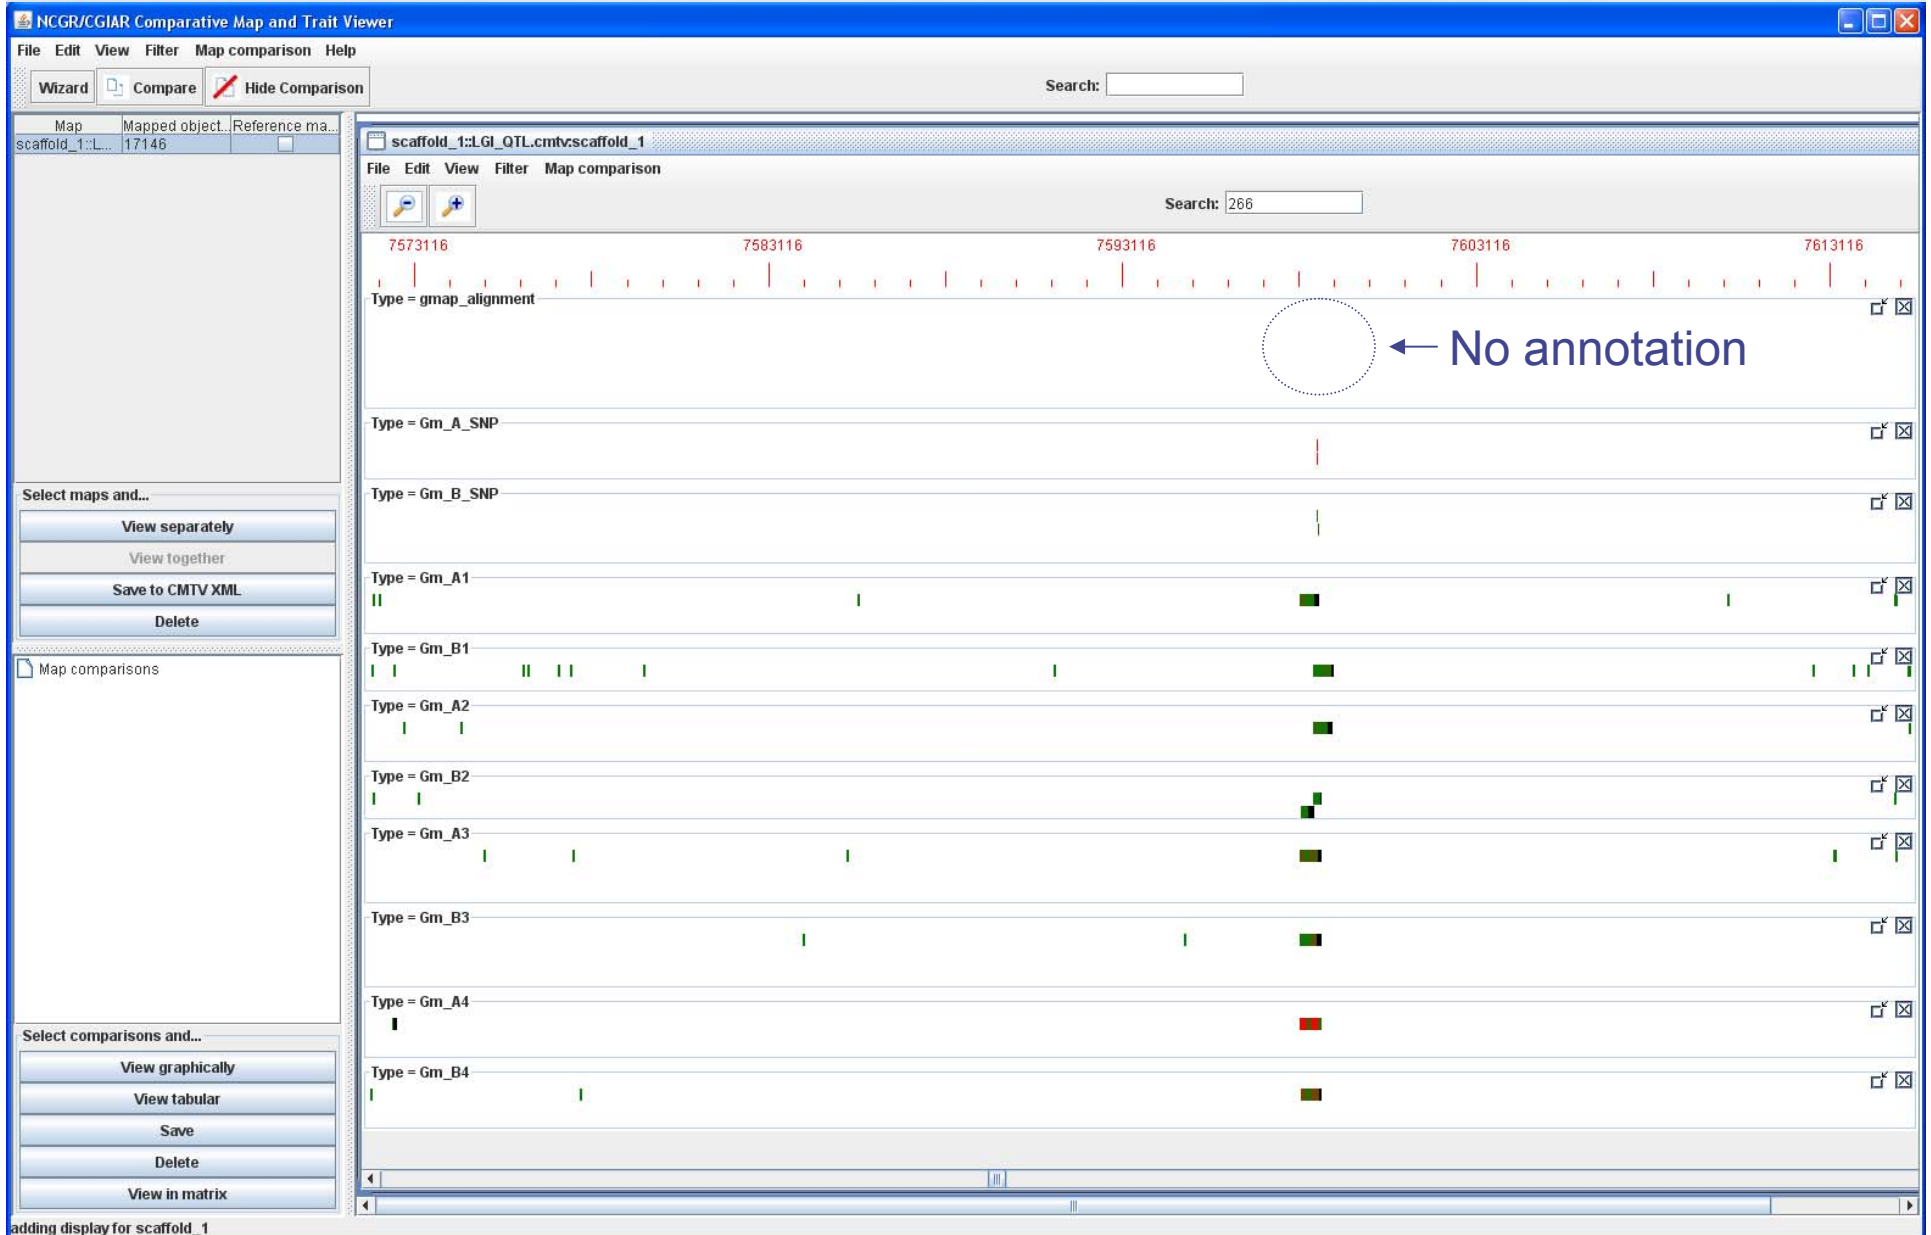 NCGR/CGIAR Comparative Map and Trait Viewer
File Edit View Filter Map comparison Help
Wizard Compare Hide Comparison Search:
Map Mapped object... Reference ma...
scaffold_1::L... 17146
scaffold_1::LGI_QTL.cmtv:scaffold_1
File Edit View Filter Map comparison
Search: 266
7573116 7583116 7593116 7603116 7613116
Type = gmap_alignment
No annotation
Type = Gm_A_SNP
Type = Gm_B_SNP
Type = Gm_A1
Type = Gm_B1
Type = Gm_A2
Type = Gm_B2
Type = Gm_A3
Type = Gm_B3
Type = Gm_A4
Type = Gm_B4
Select maps and...
View separately
View together
Save to CMTV XML
Delete
Map comparisons
Select comparisons and...
View graphically
View tabular
Save
Delete
View in matrix
adding display for scaffold_1